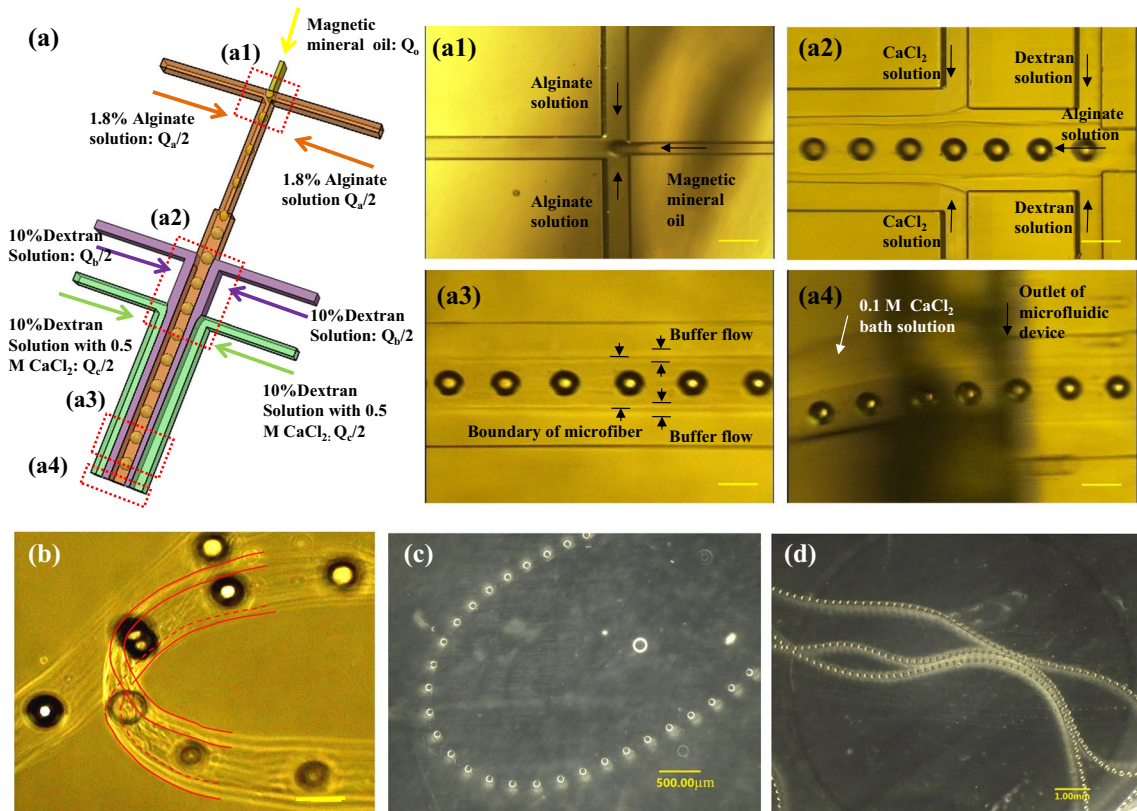 (a)
Magnetic
mineral oil: Qₒ
(a1)
1.8% Alginate
solution: Qₐ/2
1.8% Alginate
solution Qₐ/2
(a2)
10%Dextran
Solution: Q_b/2
10%Dextran
Solution: Q_b/2
10%Dextran
Solution with 0.5
M CaCl₂: Q_c/2
10%Dextran
Solution with 0.5
M CaCl₂: Q_c/2
(a3)
(a4)
(a1)
Alginate
solution
Alginate
solution
Magnetic
mineral
oil
(a2)
CaCl₂
solution
Dextran
solution
Alginate
solution
CaCl₂
solution
Dextran
solution
(a3)
Buffer flow
Boundary of microfiber
Buffer flow
(a4)
0.1 M CaCl₂
bath solution
Outlet of
microfluidic
device
(b)
(c)
500.00μm
(d)
1.00mm